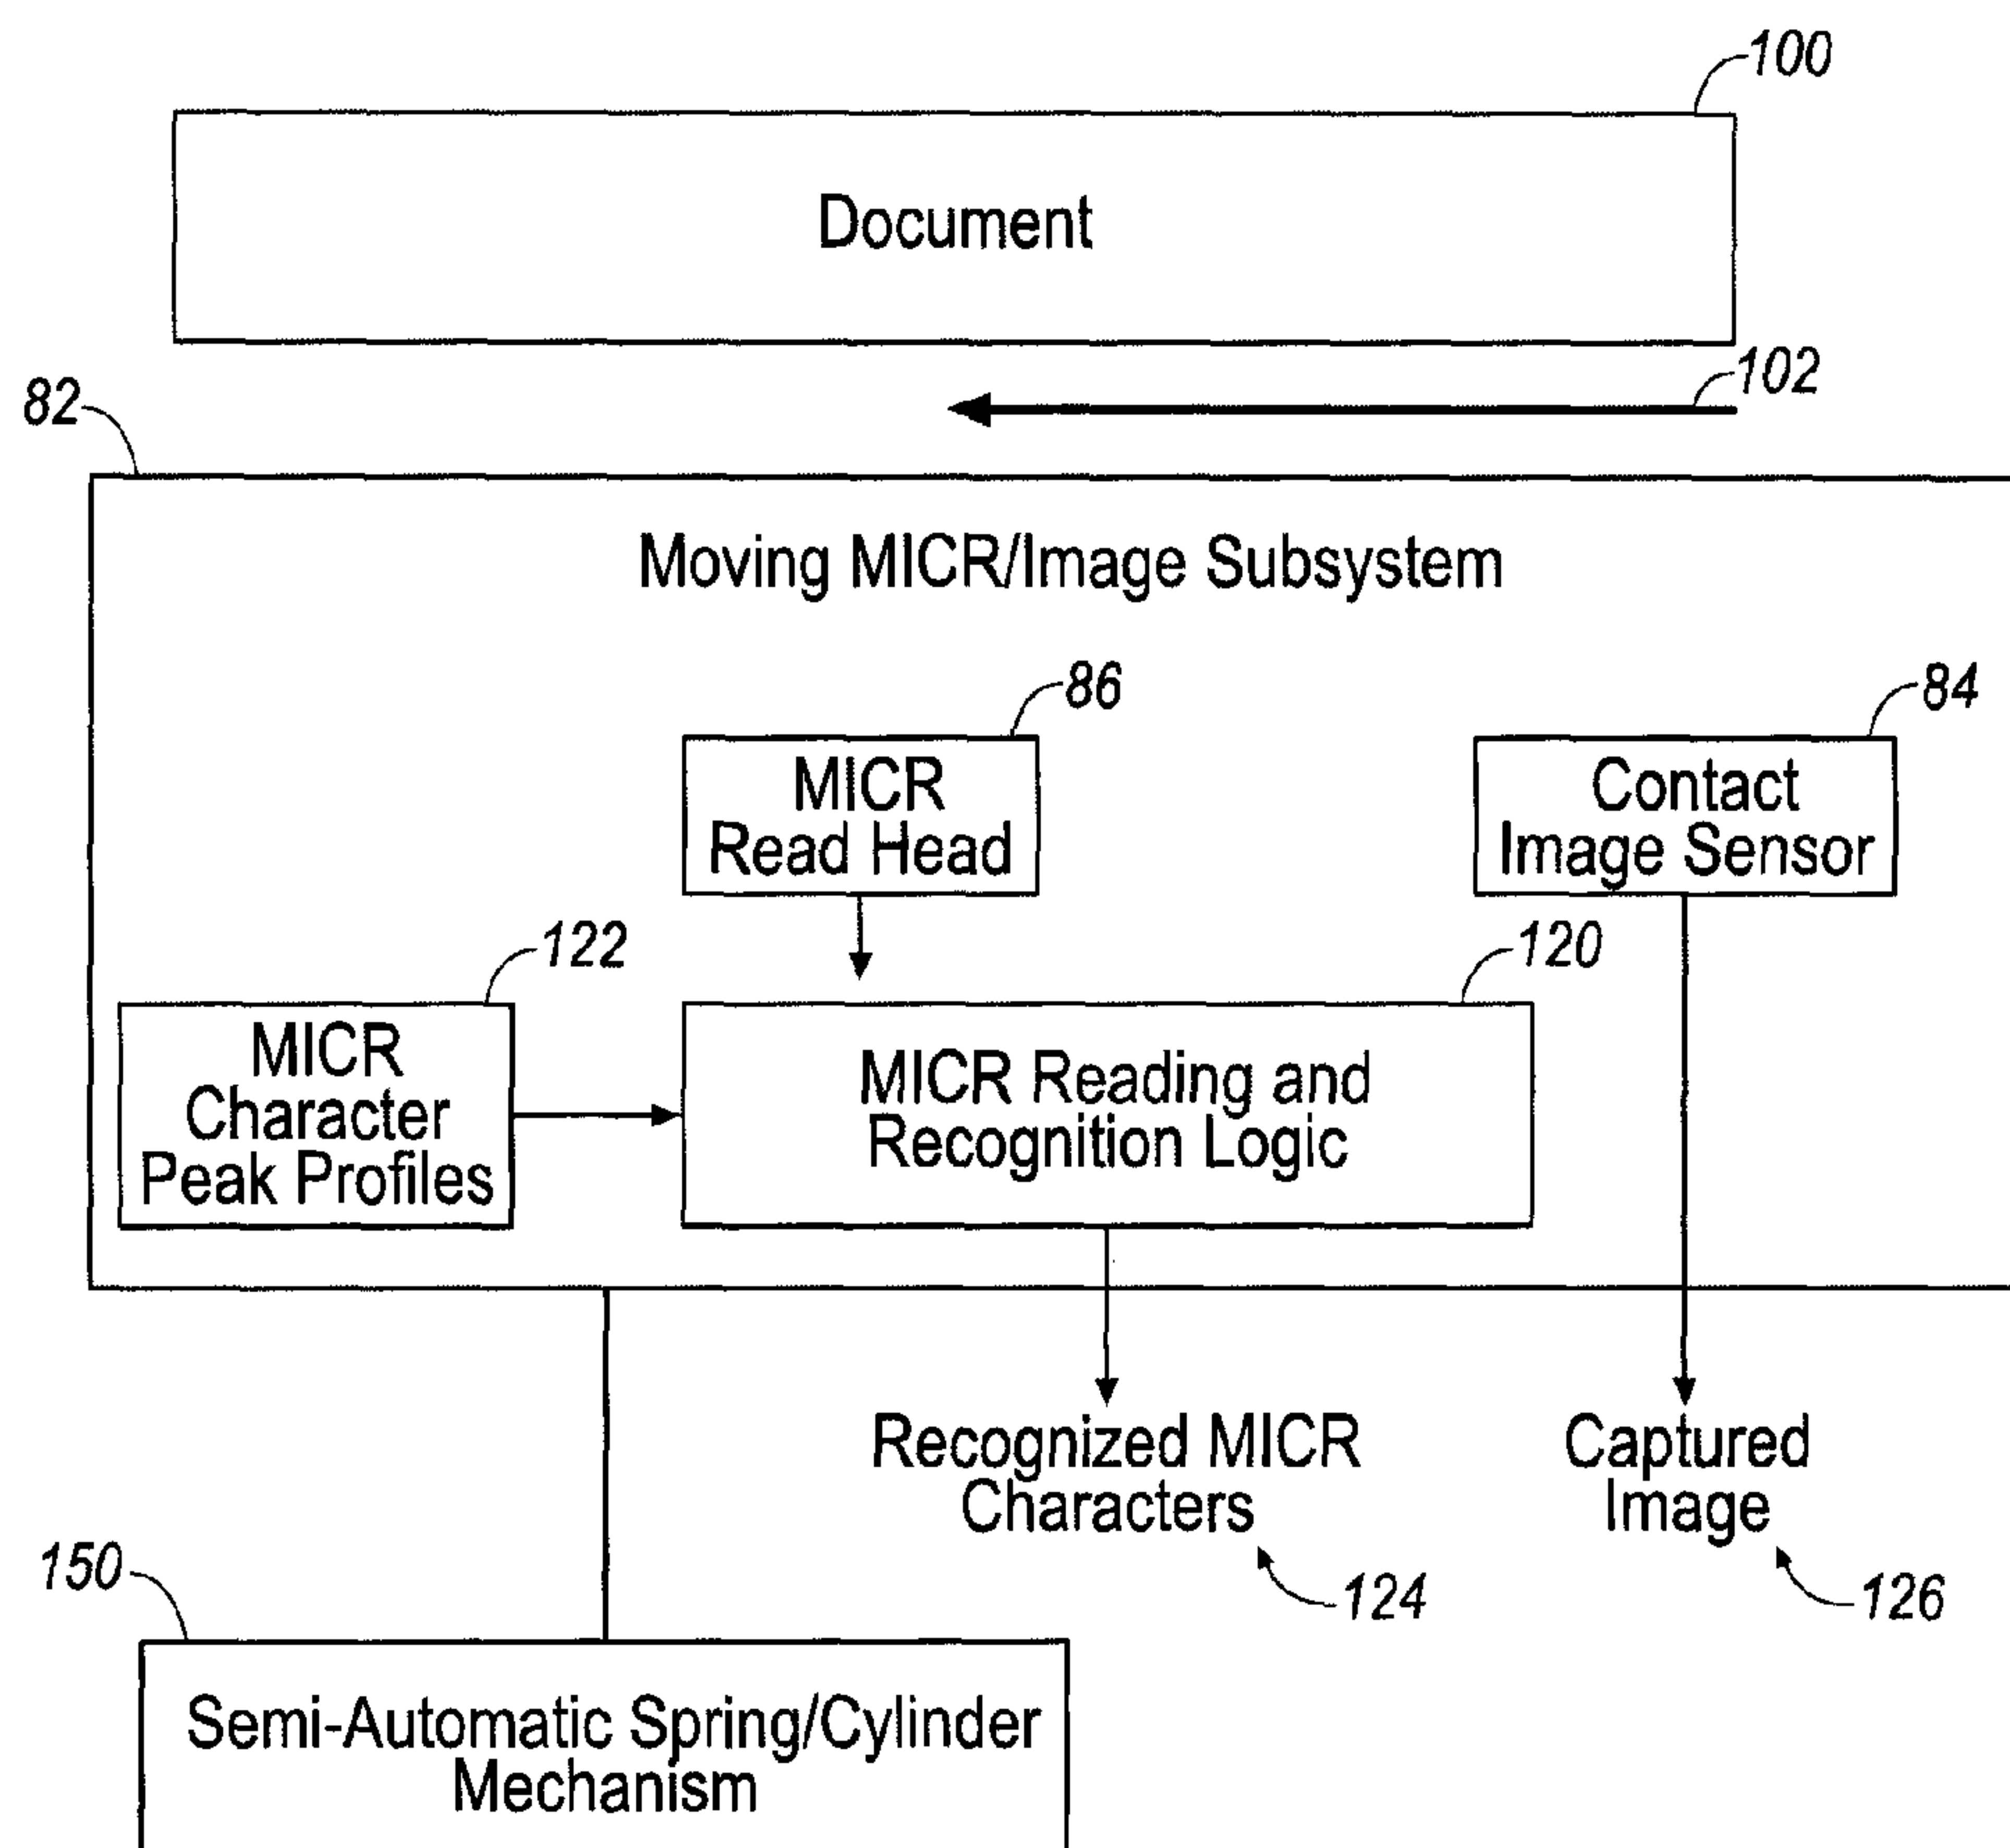 100
Document
102
82
Moving MICR/Image Subsystem
86
84
MICR
Read Head
Contact
Image Sensor
122
120
MICR
Character
Peak Profiles
MICR Reading and
Recognition Logic
Recognized MICR
Characters
Captured
Image
150
124
126
Semi-Automatic Spring/Cylinder
Mechanism